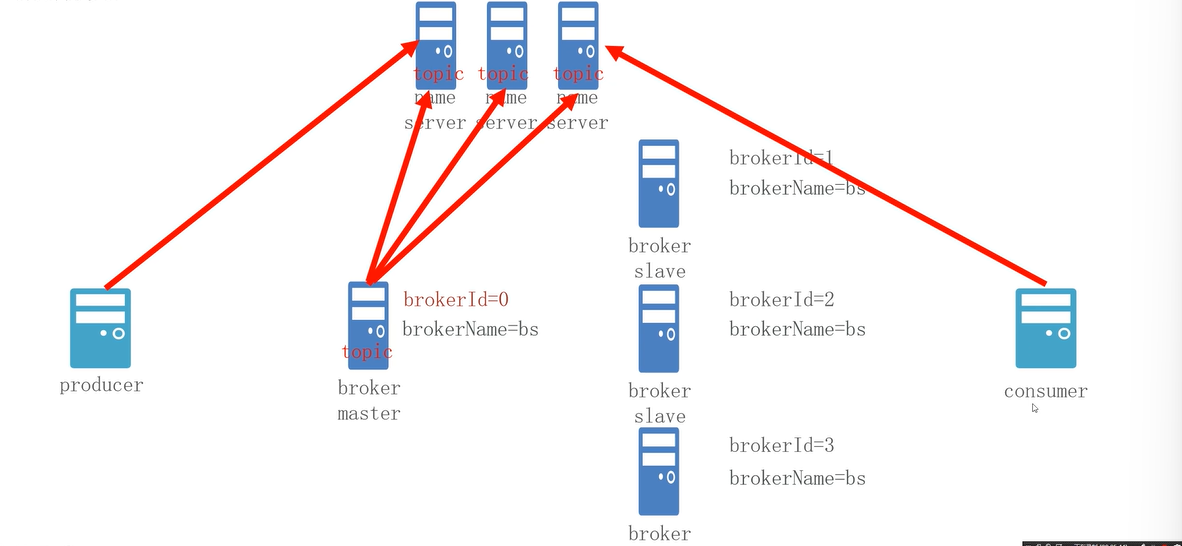 topic topic topic
name name name
server server server
brokerId=1
brokerName=bs
broker
slave
brokerId=0
brokerName=bs
topic
broker
master
producer
brokerId=2
brokerName=bs
broker
slave
consumer
brokerId=3
brokerName=bs
broker